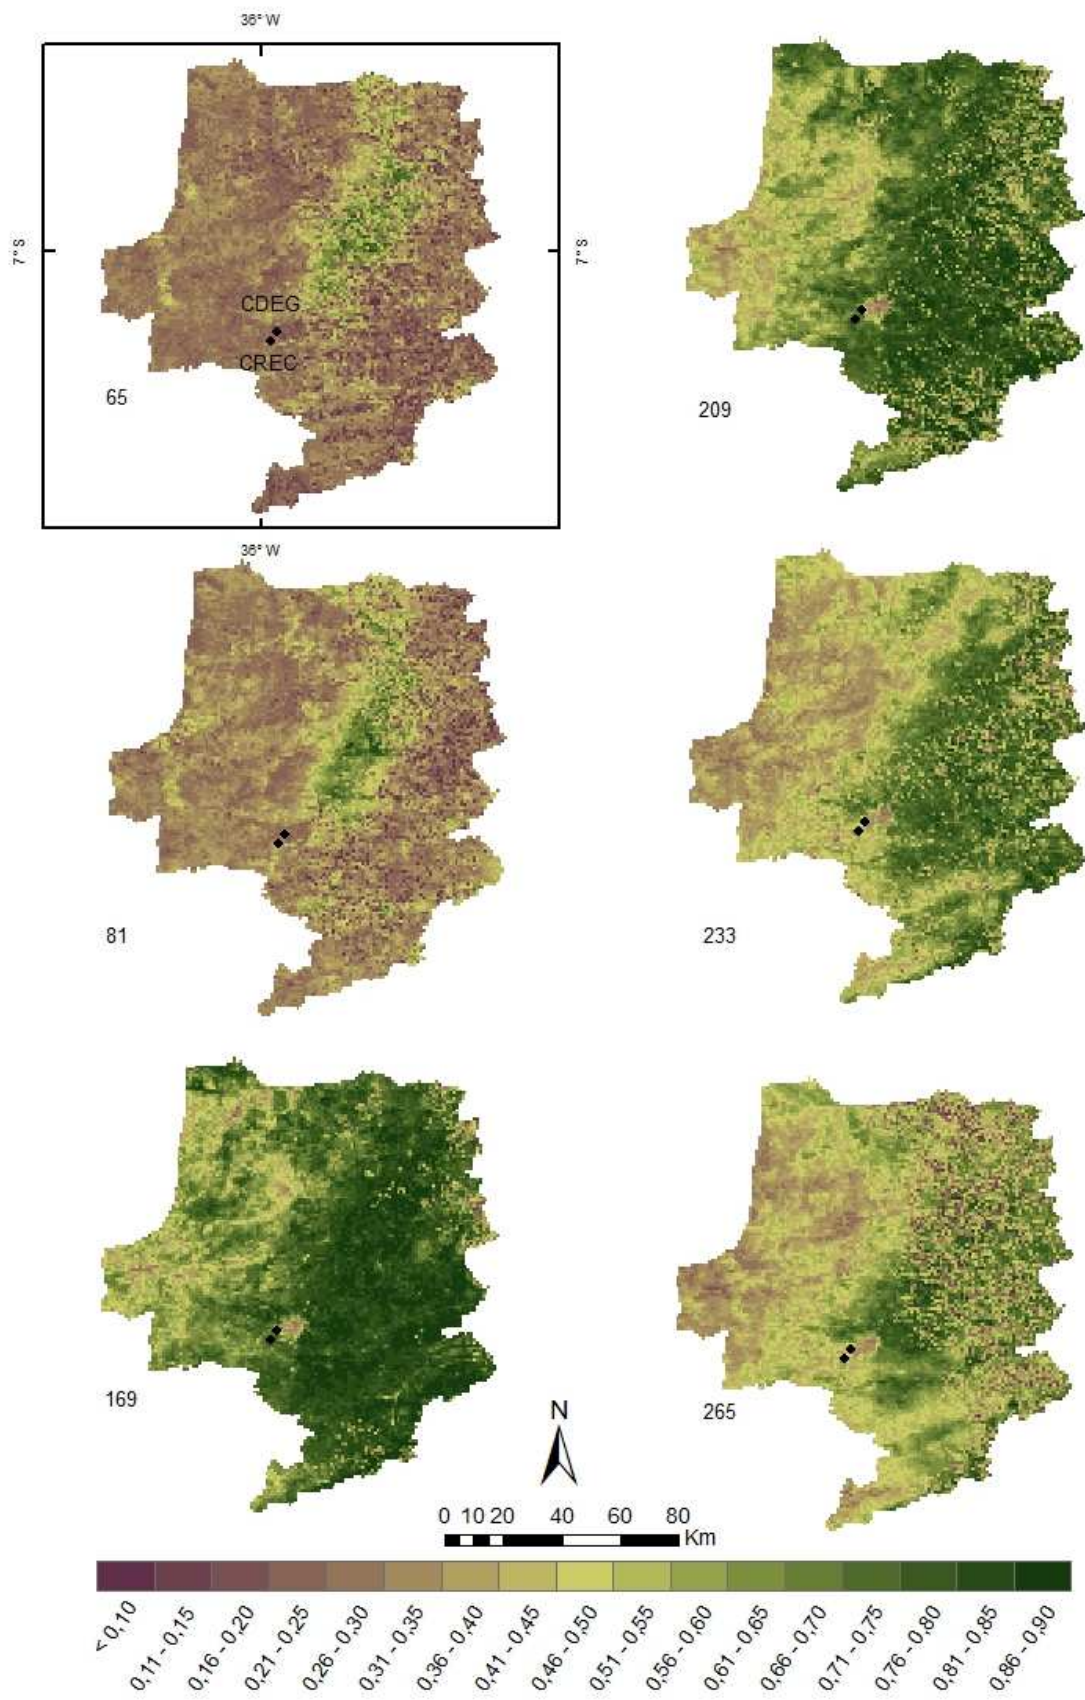 36° W
7° S
7° S
CDEG
CREC
65
209
36° W
81
233
169
265
N
0 10 20 40 60 80
Km
< 0,10
0,11 - 0,15
0,16 - 0,20
0,21 - 0,25
0,26 - 0,30
0,31 - 0,35
0,36 - 0,40
0,41 - 0,45
0,46 - 0,50
0,51 - 0,55
0,56 - 0,60
0,61 - 0,65
0,66 - 0,70
0,71 - 0,75
0,76 - 0,80
0,81 - 0,85
0,86 - 0,90